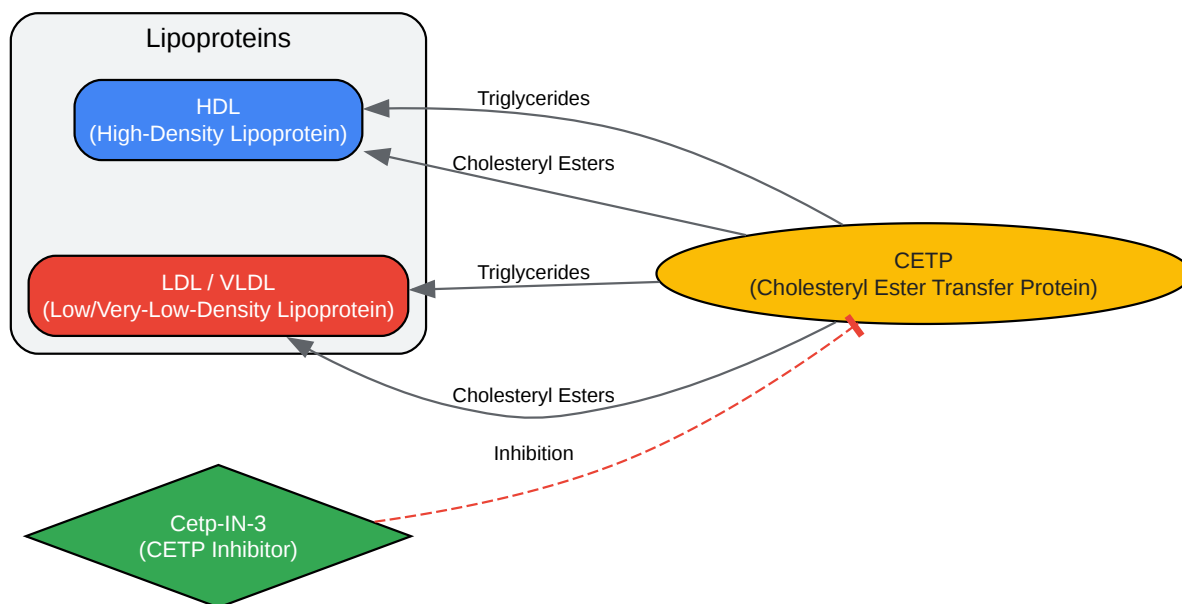 Lipoproteins
HDL
(High-Density Lipoprotein)
Triglycerides
Cholesteryl Esters
LDL / VLDL
(Low/Very-Low-Density Lipoprotein)
Triglycerides
CETP
(Cholesteryl Ester Transfer Protein)
Cholesteryl Esters
Inhibition
Cetp-IN-3
(CETP Inhibitor)